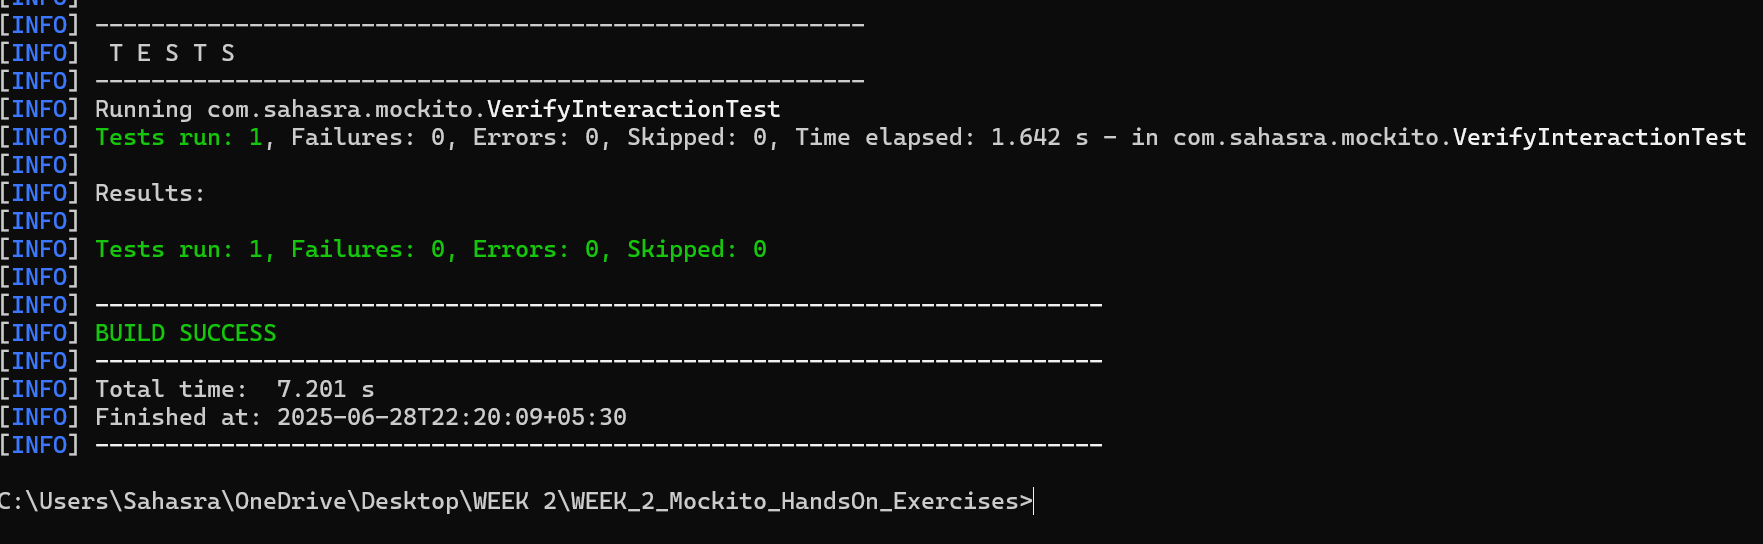 [INFO]
[INFO] -------------------------------------------------------
[INFO]  T E S T S
[INFO] -------------------------------------------------------
[INFO] Running com.sahasra.mockito.VerifyInteractionTest
[INFO] Tests run: 1, Failures: 0, Errors: 0, Skipped: 0, Time elapsed: 1.642 s - in com.sahasra.mockito.VerifyInteractionTest
[INFO]
[INFO] Results:
[INFO]
[INFO] Tests run: 1, Failures: 0, Errors: 0, Skipped: 0
[INFO]
[INFO] ------------------------------------------------------------------------
[INFO] BUILD SUCCESS
[INFO] ------------------------------------------------------------------------
[INFO] Total time:  7.201 s
[INFO] Finished at: 2025-06-28T22:20:09+05:30
[INFO] ------------------------------------------------------------------------
C:\Users\Sahasra\OneDrive\Desktop\WEEK 2\WEEK_2_Mockito_HandsOn_Exercises>